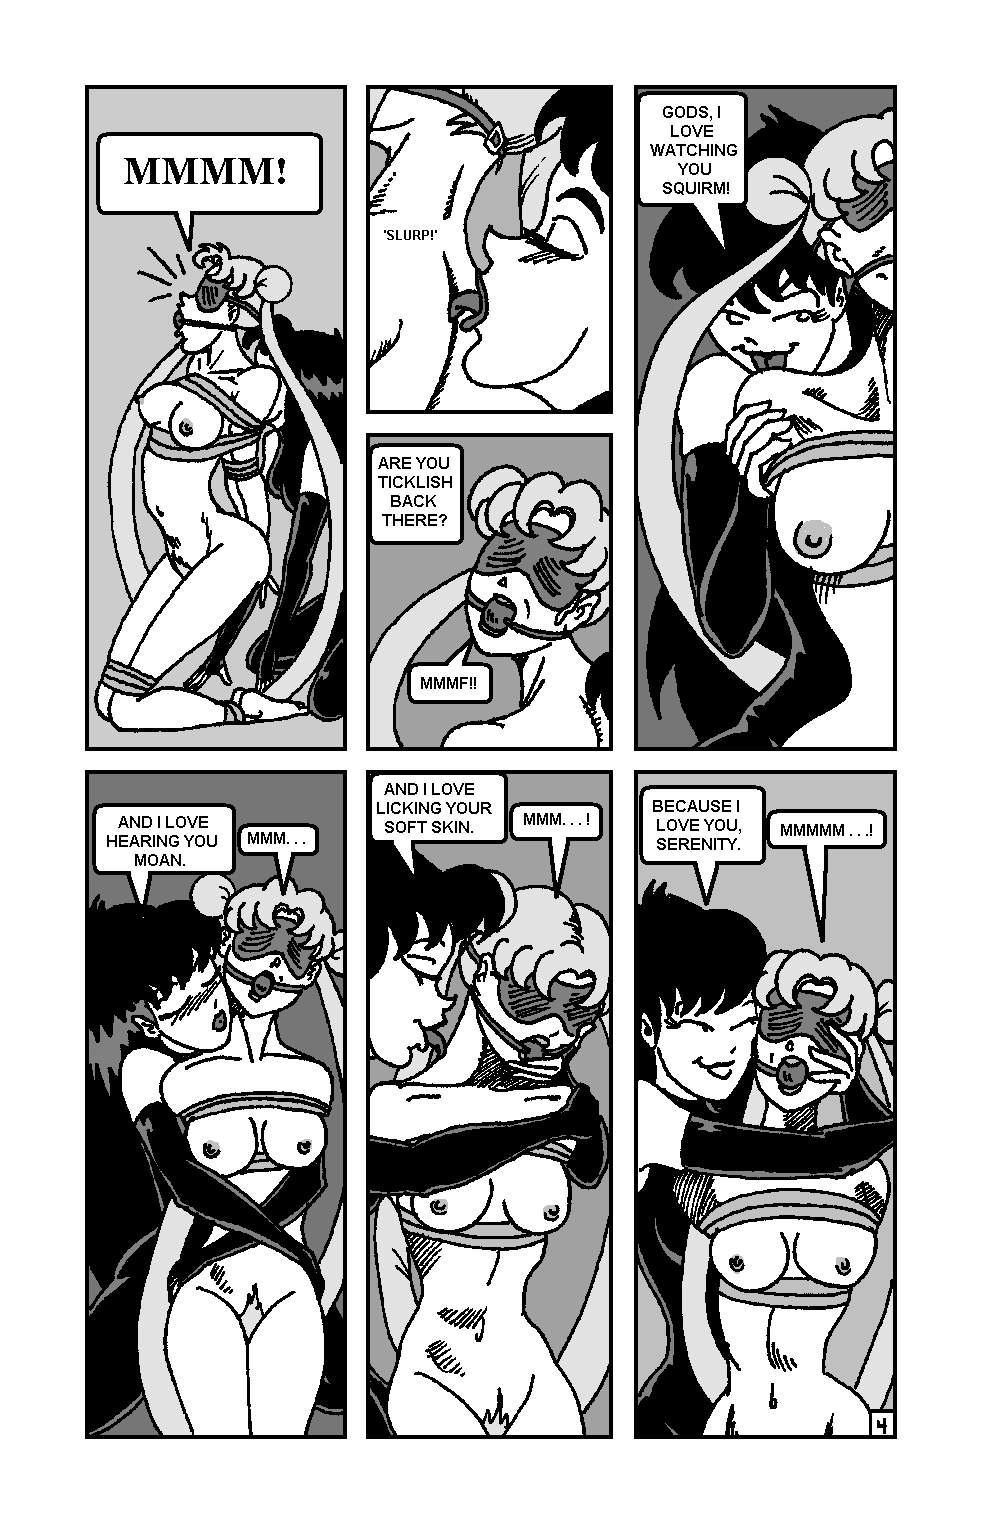 MMMM!
'SLURP!'
GODS, I
LOVE
WATCHING
YOU
SQUIRM!
ARE YOU
TICKLISH
BACK
THERE?
MMMF!!
AND I LOVE
HEARING YOU
MOAN.
MMM. . .
AND I LOVE
LICKING YOUR
SOFT SKIN.
MMM. . . !
BECAUSE I
LOVE YOU,
SERENITY.
MMMMM . . .!
4